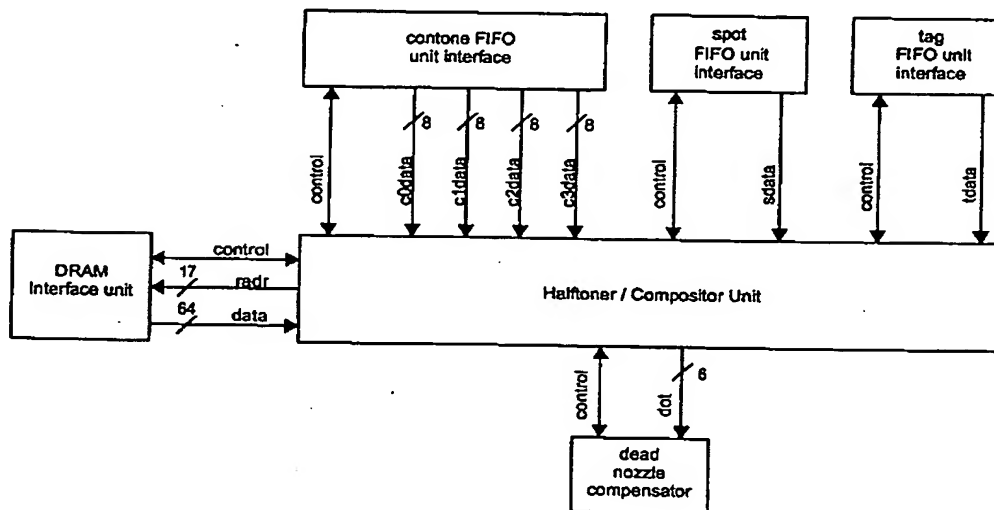 contone FIFO
unit interface
spot
FIFO unit
interface
tag
FIFO unit
interface
control
8
c0data
8
c1data
8
c2data
8
c3data
control
sdata
control
tdata
DRAM
Interface unit
control
17
radr
64
data
Halftoner / Compositor Unit
control
6
dot
dead
nozzle
compensator